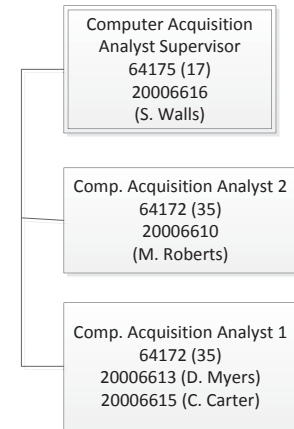 Computer Acquisition
Analyst Supervisor
64175 (17)
20006616
(S. Walls)
Comp. Acquisition Analyst 2
64172 (35)
20006610
(M. Roberts)
Comp. Acquisition Analyst 1
64172 (35)
20006613 (D. Myers)
20006615 (C. Carter)